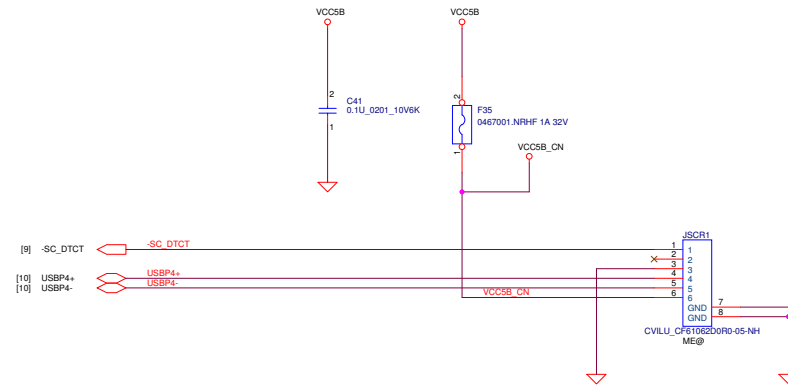 VCC5B
VCC5B
2
C41
0.1U_0201_10V6K
1
2
F35
0467001.NRHF 1A 32V
1
VCC5B_CN
JSCR1
[9] -SC_DTCT
-SC_DTCT
1
1
2
2
3
3
[10] USBP4+
USBP4+
4
4
[10] USBP4-
USBP4-
5
5
VCC5B_CN
6
6
GND
7
GND
8
CVILU_CF61062D0R0-05-NH
ME@